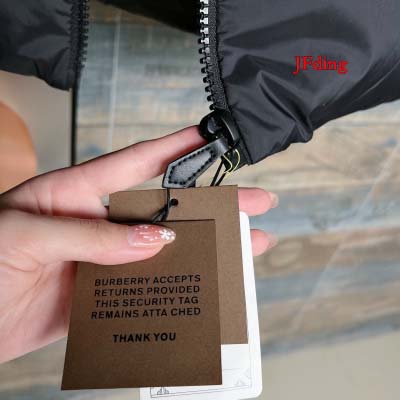 JFding
BURBERRY ACCEPTS
RETURNS PROVIDED
THIS SECURITY TAG
REMAINS ATTA CHED
THANK YOU